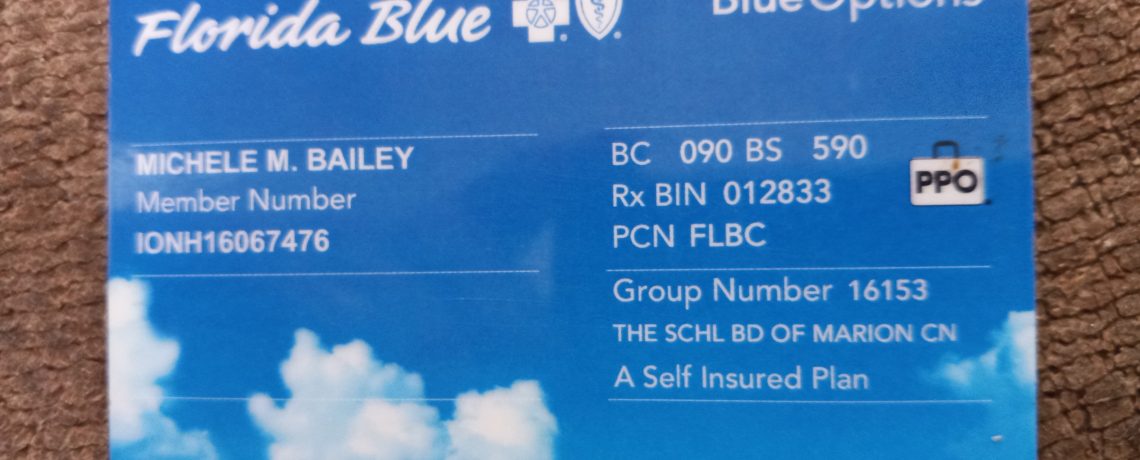 Florida Blue
BlueOptions
MICHELE M. BAILEY
Member Number
IONH16067476
BC 090 BS 590
Rx BIN 012833
PCN FLBC
PPO
Group Number 16153
THE SCHL BD OF MARION CN
A Self Insured Plan